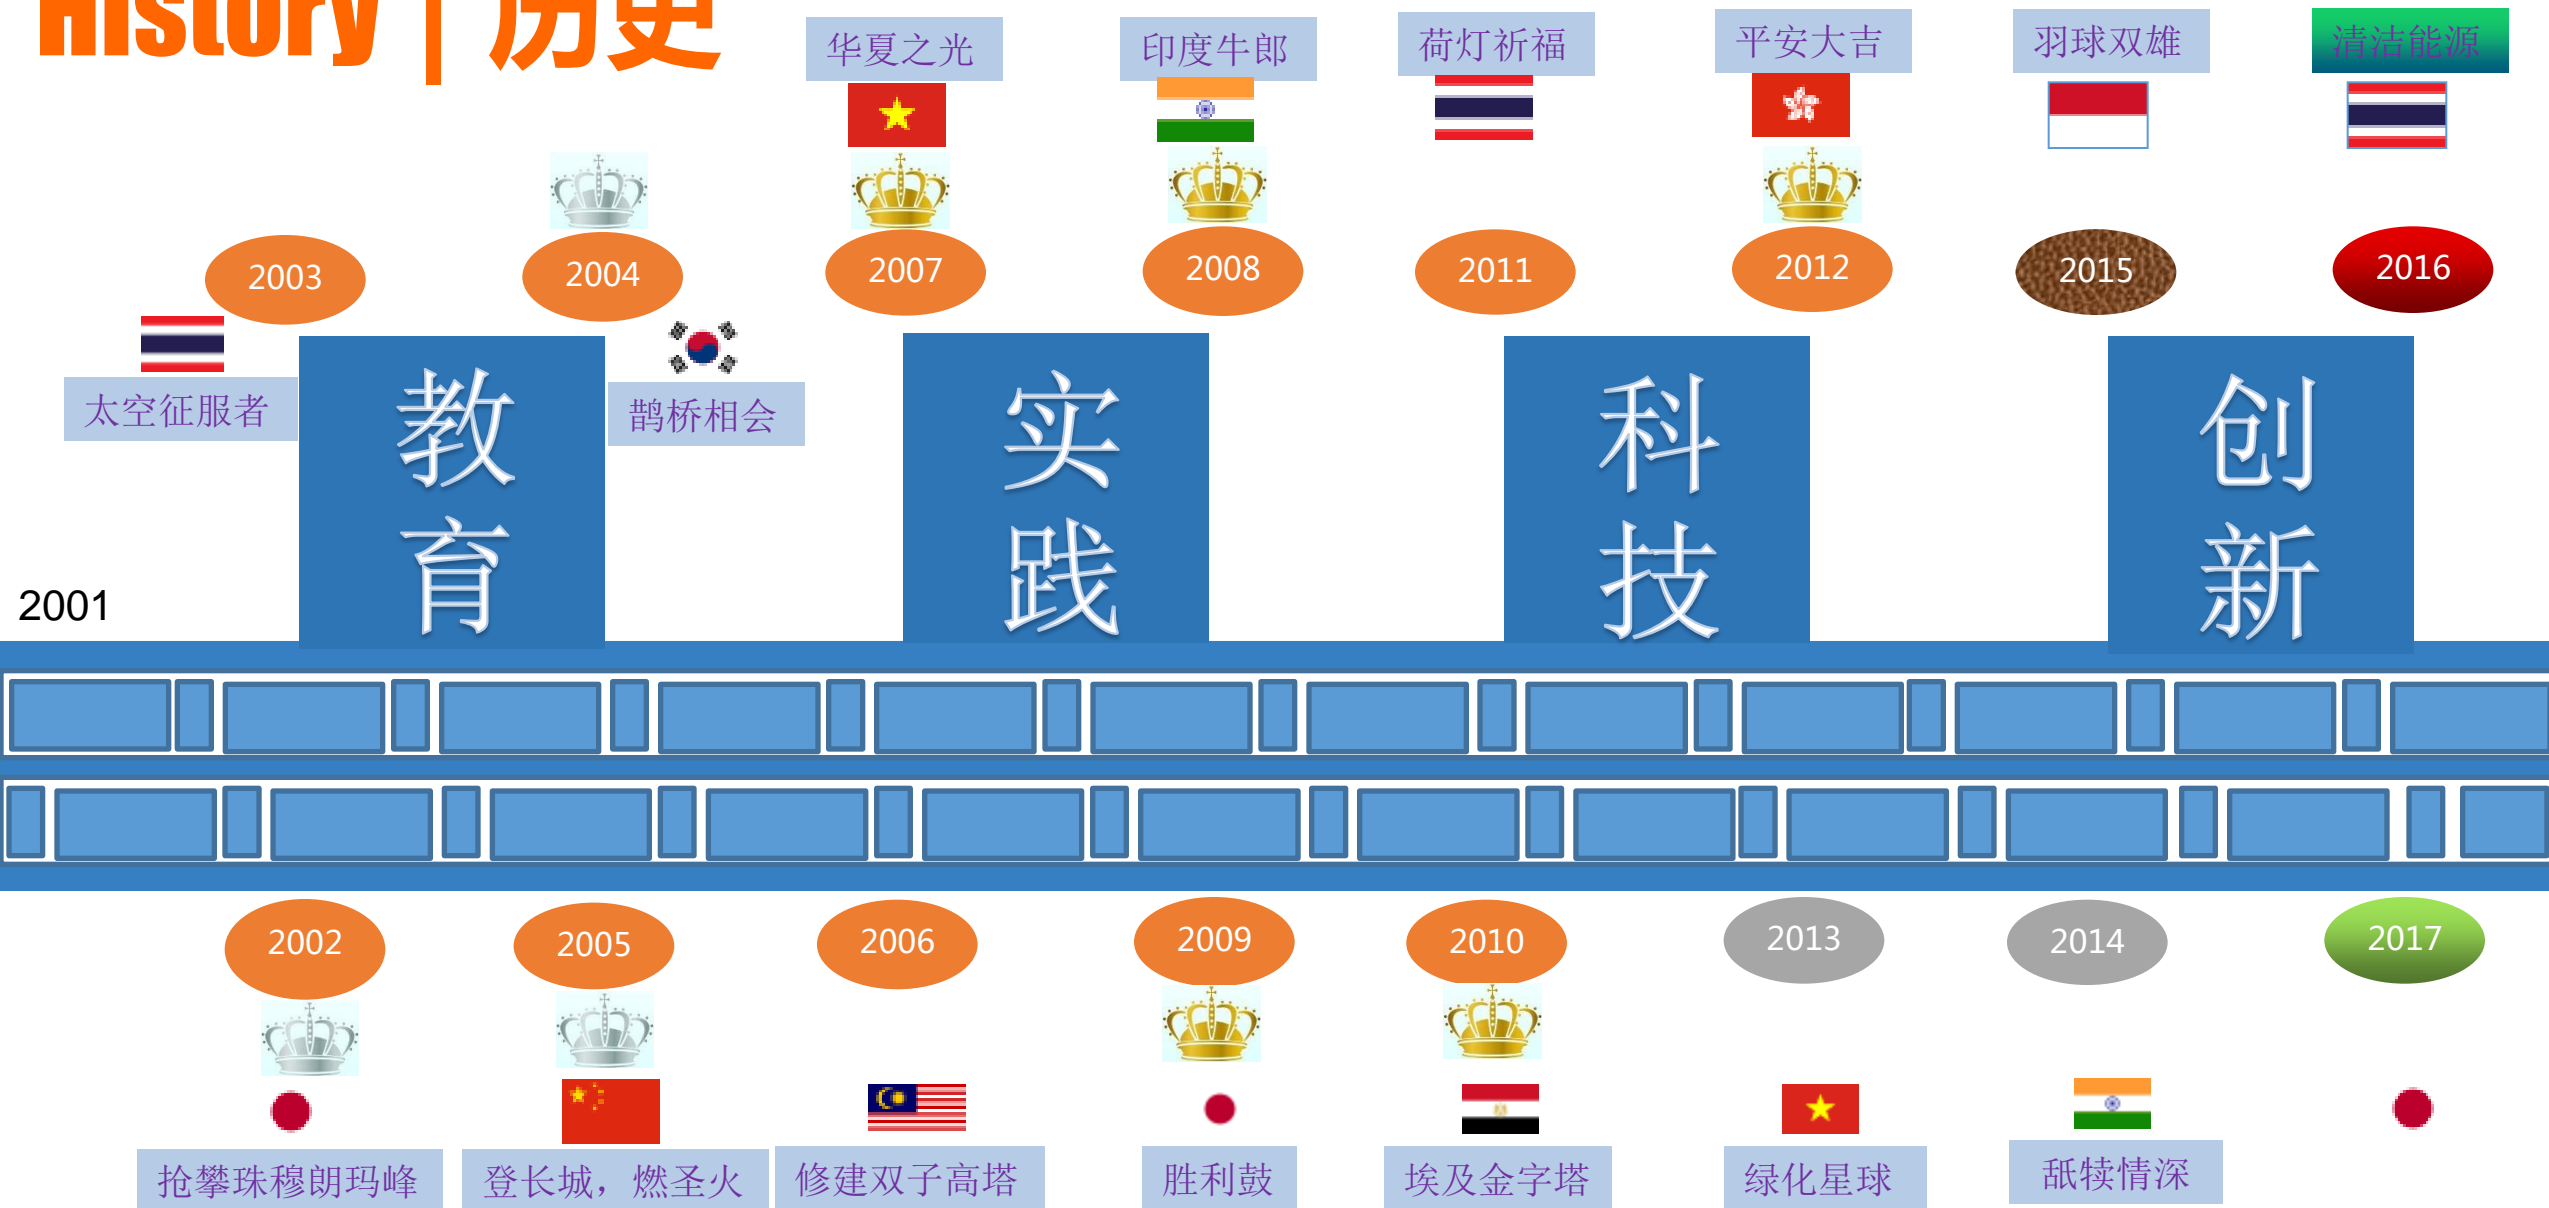 History | 历史
华夏之光
印度牛郎
荷灯祈福
平安大吉
羽球双雄
清洁能源
2003
2004
2007
2008
2011
2012
2015
2016
太空征服者
鹊桥相会
教育
实践
科技
创新
2001
2002
2005
2006
2009
2010
2013
2014
2017
抢攀珠穆朗玛峰
登长城，燃圣火
修建双子高塔
胜利鼓
埃及金字塔
绿化星球
舐犊情深